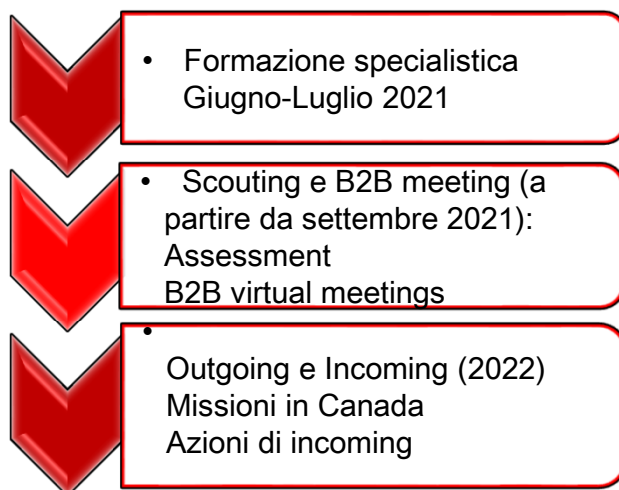 • Formazione specialistica
Giugno-Luglio 2021
• Scouting e B2B meeting (a
partire da settembre 2021):
Assessment
B2B virtual meetings
•
Outgoing e Incoming (2022)
Missioni in Canada
Azioni di incoming